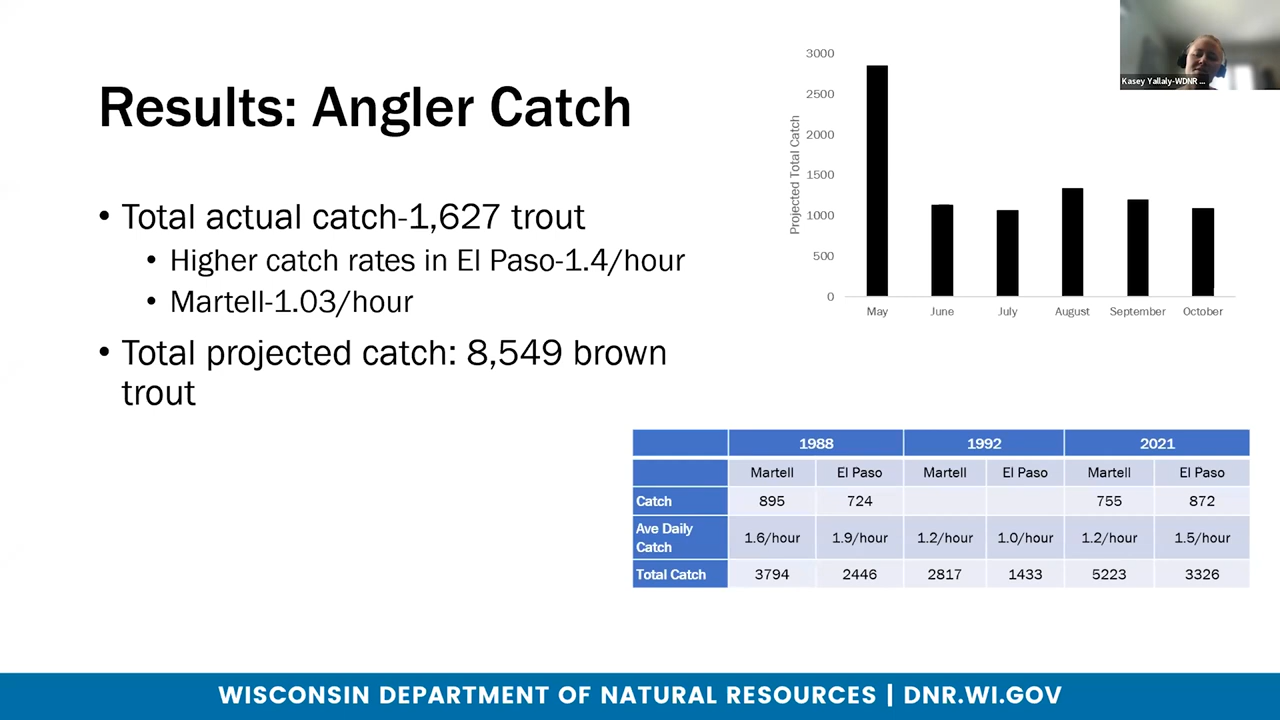 Results: Angler Catch
• Total actual catch-1,627 trout
• Higher catch rates in El Paso-1.4/hour
• Martell-1.03/hour
• Total projected catch: 8,549 brown
trout
Kasey Yallaly-WDNR ...
Projected Total Catch
3000
2500
2000
1500
1000
500
0
May June July August September October
1988 1992 2021
Martell El Paso Martell El Paso Martell El Paso
Catch 895 724 755 872
Ave Daily
Catch 1.6/hour 1.9/hour 1.2/hour 1.0/hour 1.2/hour 1.5/hour
Total Catch 3794 2446 2817 1433 5223 3326
WISCONSIN DEPARTMENT OF NATURAL RESOURCES | DNR.WI.GOV